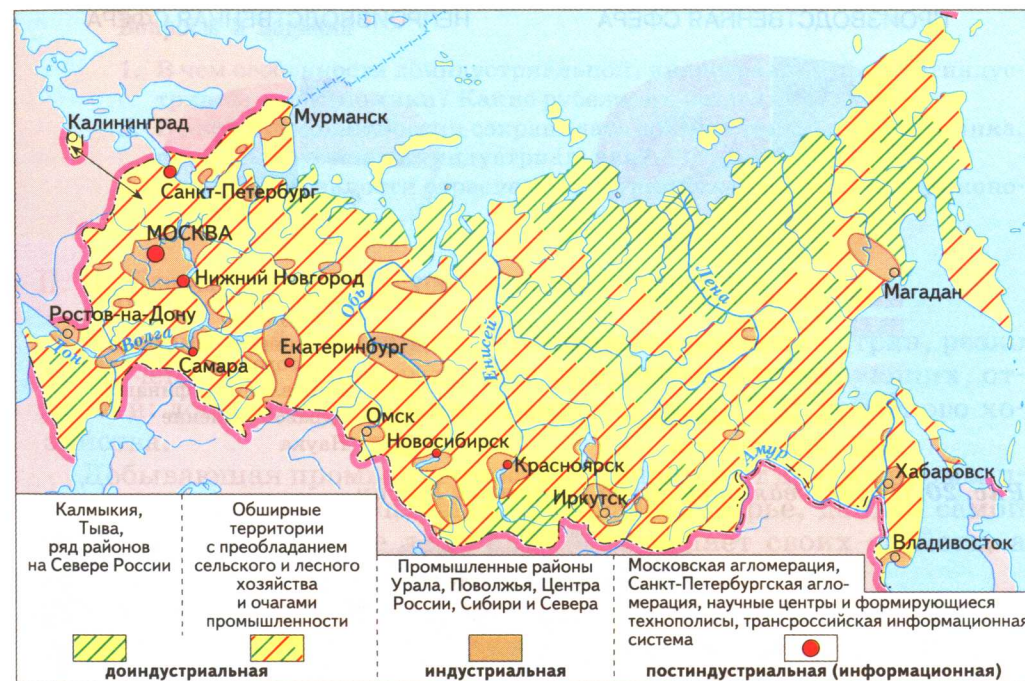 Калининград
Мурманск
Санкт-Петербург
МОСКВА
Нижний Новгород
Ростов-на-Дону
Дон
Волга
Самара
Екатеринбург
Обь
Енисей
Лена
Магадан
Омск
Новосибирск
Красноярск
Иркутск
Амур
Хабаровск
Владивосток
Калмыкия,
Тыва,
ряд районов
на Севере России
Обширные
территории
с преобладанием
сельского и лесного
хозяйства
и очагами
промышленности
доиндустриальная
Промышленные районы
Урала, Поволжья, Центра
России, Сибири и Севера
индустриальная
Московская агломерация,
Санкт-Петербургская агло-
мерация, научные центры и формирующиеся
технополисы, трансроссийская информационная
система
постиндустриальная (информационная)